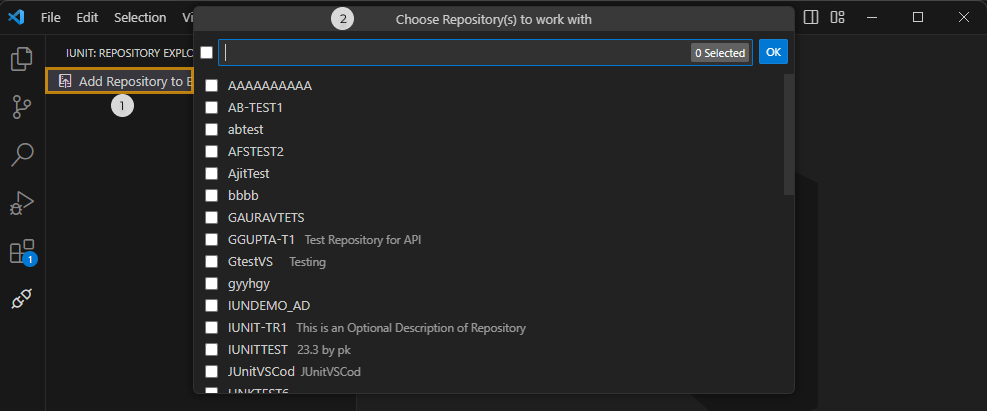 File Edit Selection Vi
2 Choose Repository(s) to work with
IUNIT: REPOSITORY EXPLO
0 Selected OK
Add Repository to E
1
AAAAAAAAAA
AB-TEST1
abtest
AFSTEST2
AjitTest
bbbb
GAURAVTETS
GGUPTA-T1 Test Repository for API
GtestVS Testing
1
gyyhgy
IUNDEMO_AD
IUNIT-TR1 This is an Optional Description of Repository
IUNITTEST 23.3 by pk
JUnitVSCod JUnitVSCod